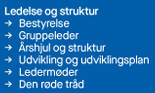 Ledelse og struktur
→ Bestyrelse
→ Gruppeleder
→ Årshjul og struktur
→ Udvikling og udviklingsplan
→ Ledermøder
→ Den røde tråd